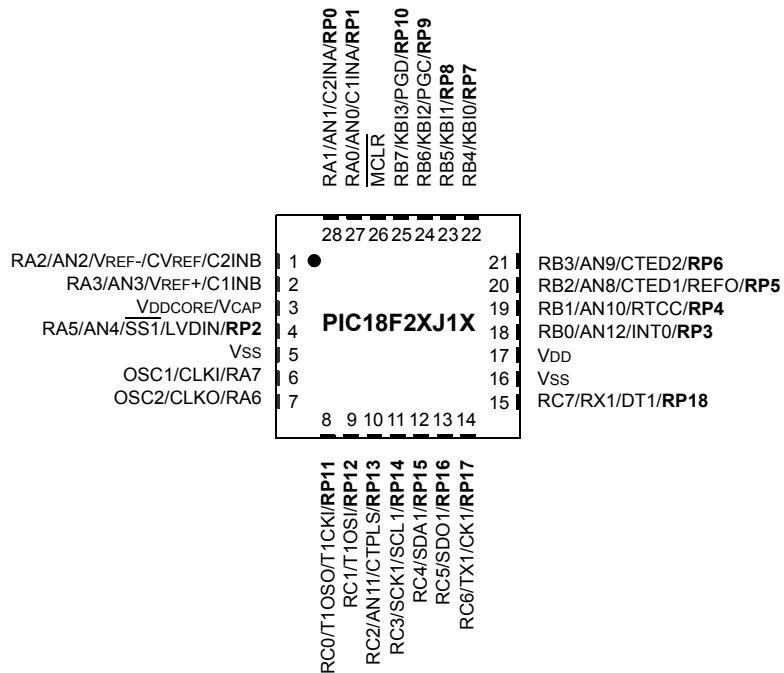 RA1/AN1/C2INA/RP0
RA0/AN0/C1INA/RP1
MCLR
RB7/KBI3/PGD/RP10
RB6/KBI2/PGC/RP9
RB5/KBI1/RP8
RB4/KBI0/RP7
28 27 26 25 24 23 22
RA2/AN2/VREF-/CVREF/C2INB 1
RA3/AN3/VREF+/C1INB 2
VDDCORE/VCAP 3
RA5/AN4/SS1/LVDIN/RP2 4
VSS 5
OSC1/CLKI/RA7 6
OSC2/CLKO/RA6 7
PIC18F2XJ1X
21 RB3/AN9/CTED2/RP6
20 RB2/AN8/CTED1/REFO/RP5
19 RB1/AN10/RTCC/RP4
18 RB0/AN12/INT0/RP3
17 VDD
16 VSS
15 RC7/RX1/DT1/RP18
8 9 10 11 12 13 14
RC0/T1OSO/T1CKI/RP11
RC1/T1OSI/RP12
RC2/AN11/CTPLS/RP13
RC3/SCK1/SCL1/RP14
RC4/SDA1/RP15
RC5/SDO1/RP16
RC6/TX1/CK1/RP17